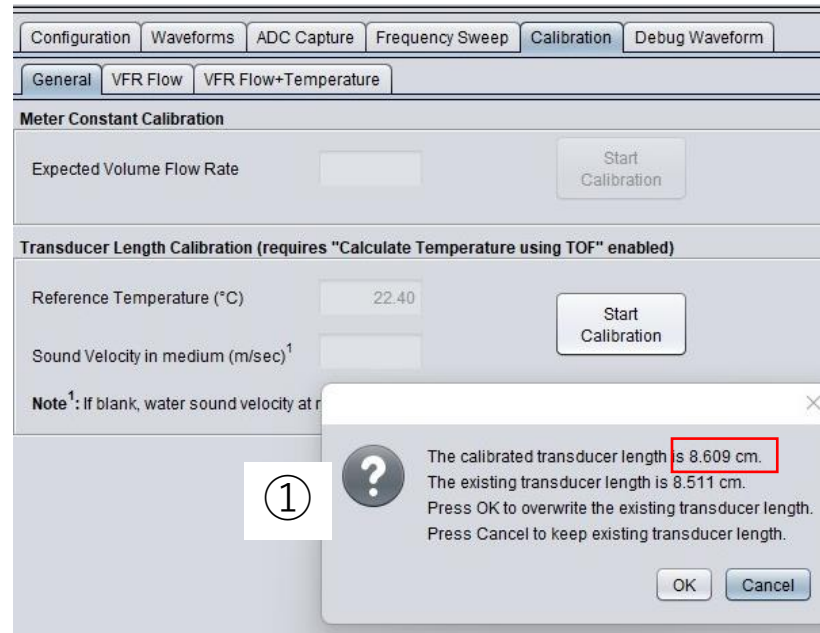 Configuration Waveforms ADC Capture Frequency Sweep Calibration Debug Waveform
General VFR Flow VFR Flow+Temperature
Meter Constant Calibration
Expected Volume Flow Rate
Start
Calibration
Transducer Length Calibration (requires "Calculate Temperature using TOF" enabled)
Reference Temperature (°C) 22.40
Start
Calibration
Sound Velocity in medium (m/sec)1
Note1: If blank, water sound velocity at r
①
The calibrated transducer length is 8.609 cm.
The existing transducer length is 8.511 cm.
Press OK to overwrite the existing transducer length.
Press Cancel to keep existing transducer length.
OK Cancel